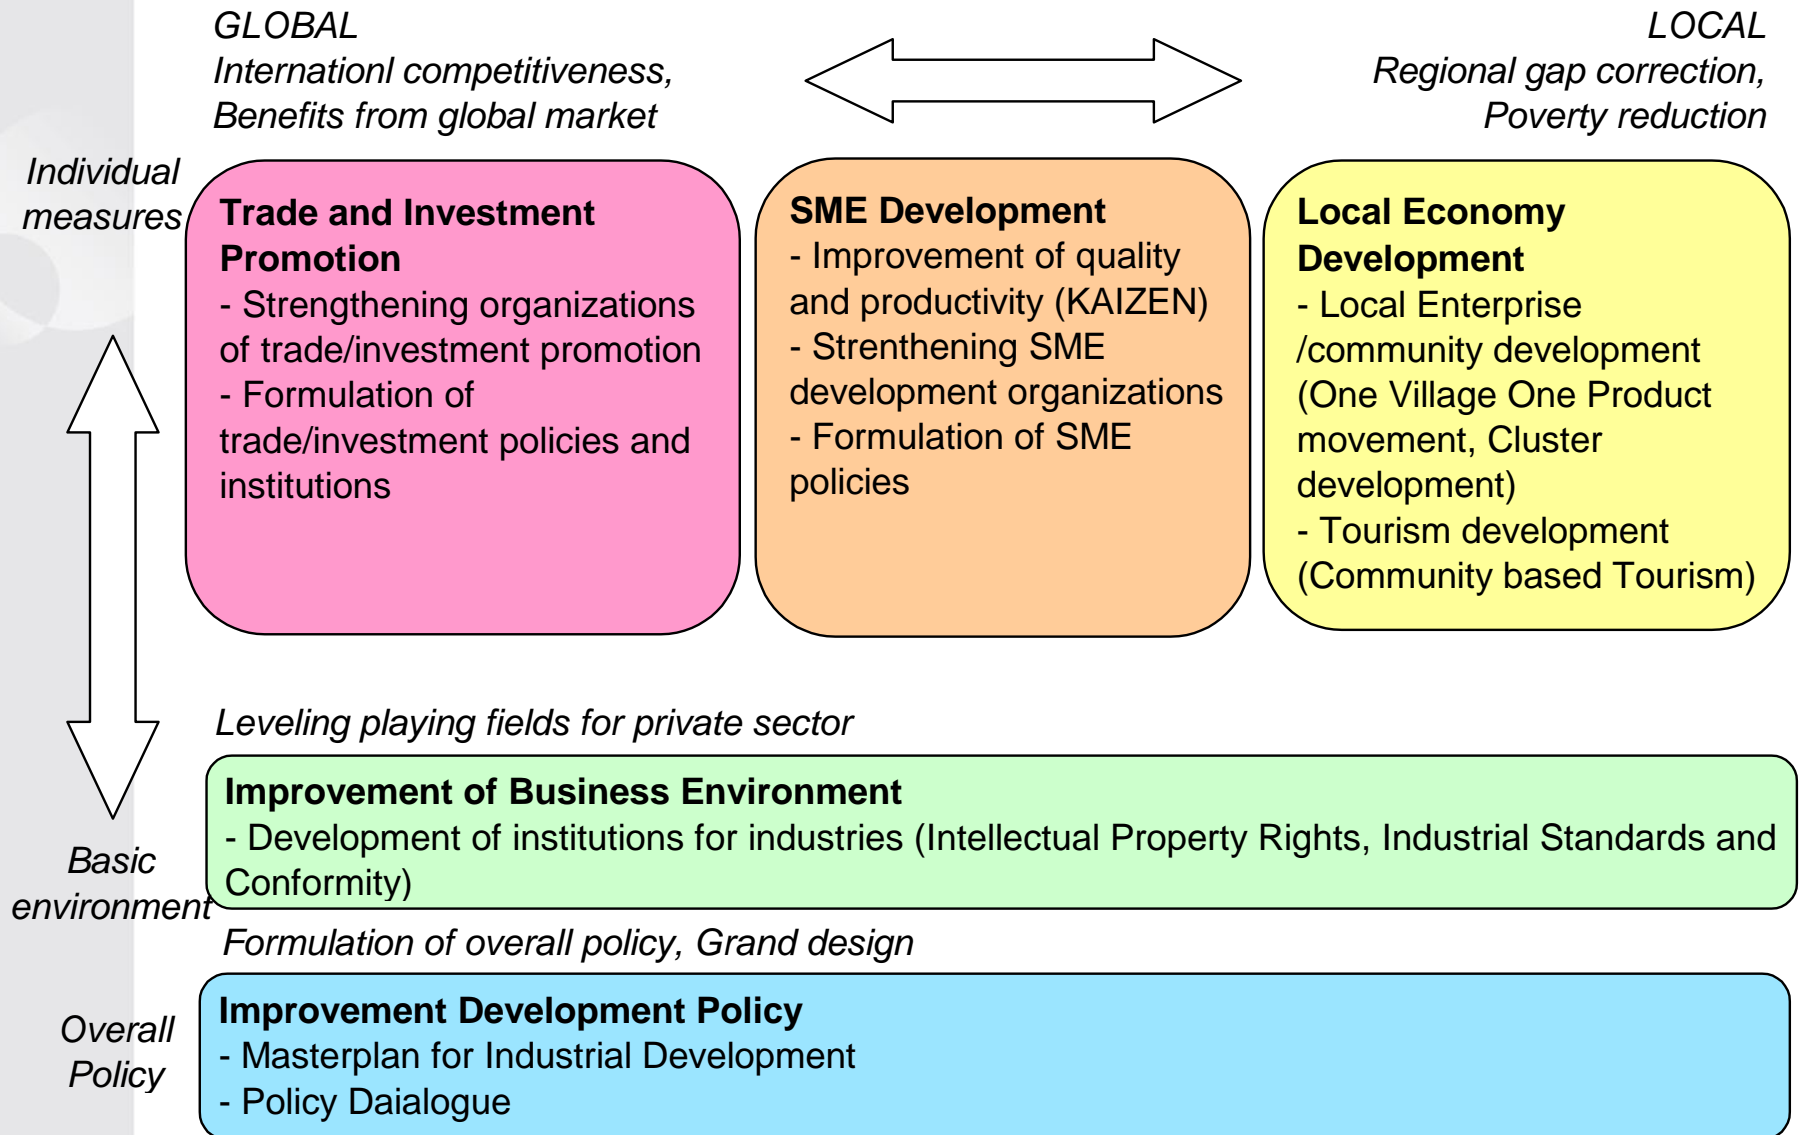 GLOBAL
Internationl competitiveness,
Benefits from global market
LOCAL
Regional gap correction,
Poverty reduction
Individual
measures
Trade and Investment
Promotion
- Strengthening organizations
of trade/investment promotion
- Formulation of
trade/investment policies and
institutions
SME Development
- Improvement of quality
and productivity (KAIZEN)
- Strenthening SME
development organizations
- Formulation of SME
policies
Local Economy
Development
- Local Enterprise
/community development
(One Village One Product
movement, Cluster
development)
- Tourism development
(Community based Tourism)
Leveling playing fields for private sector
Improvement of Business Environment
- Development of institutions for industries (Intellectual Property Rights, Industrial Standards and
Conformity)
Basic
environment
Formulation of overall policy, Grand design
Overall
Policy
Improvement Development Policy
- Masterplan for Industrial Development
- Policy Daialogue